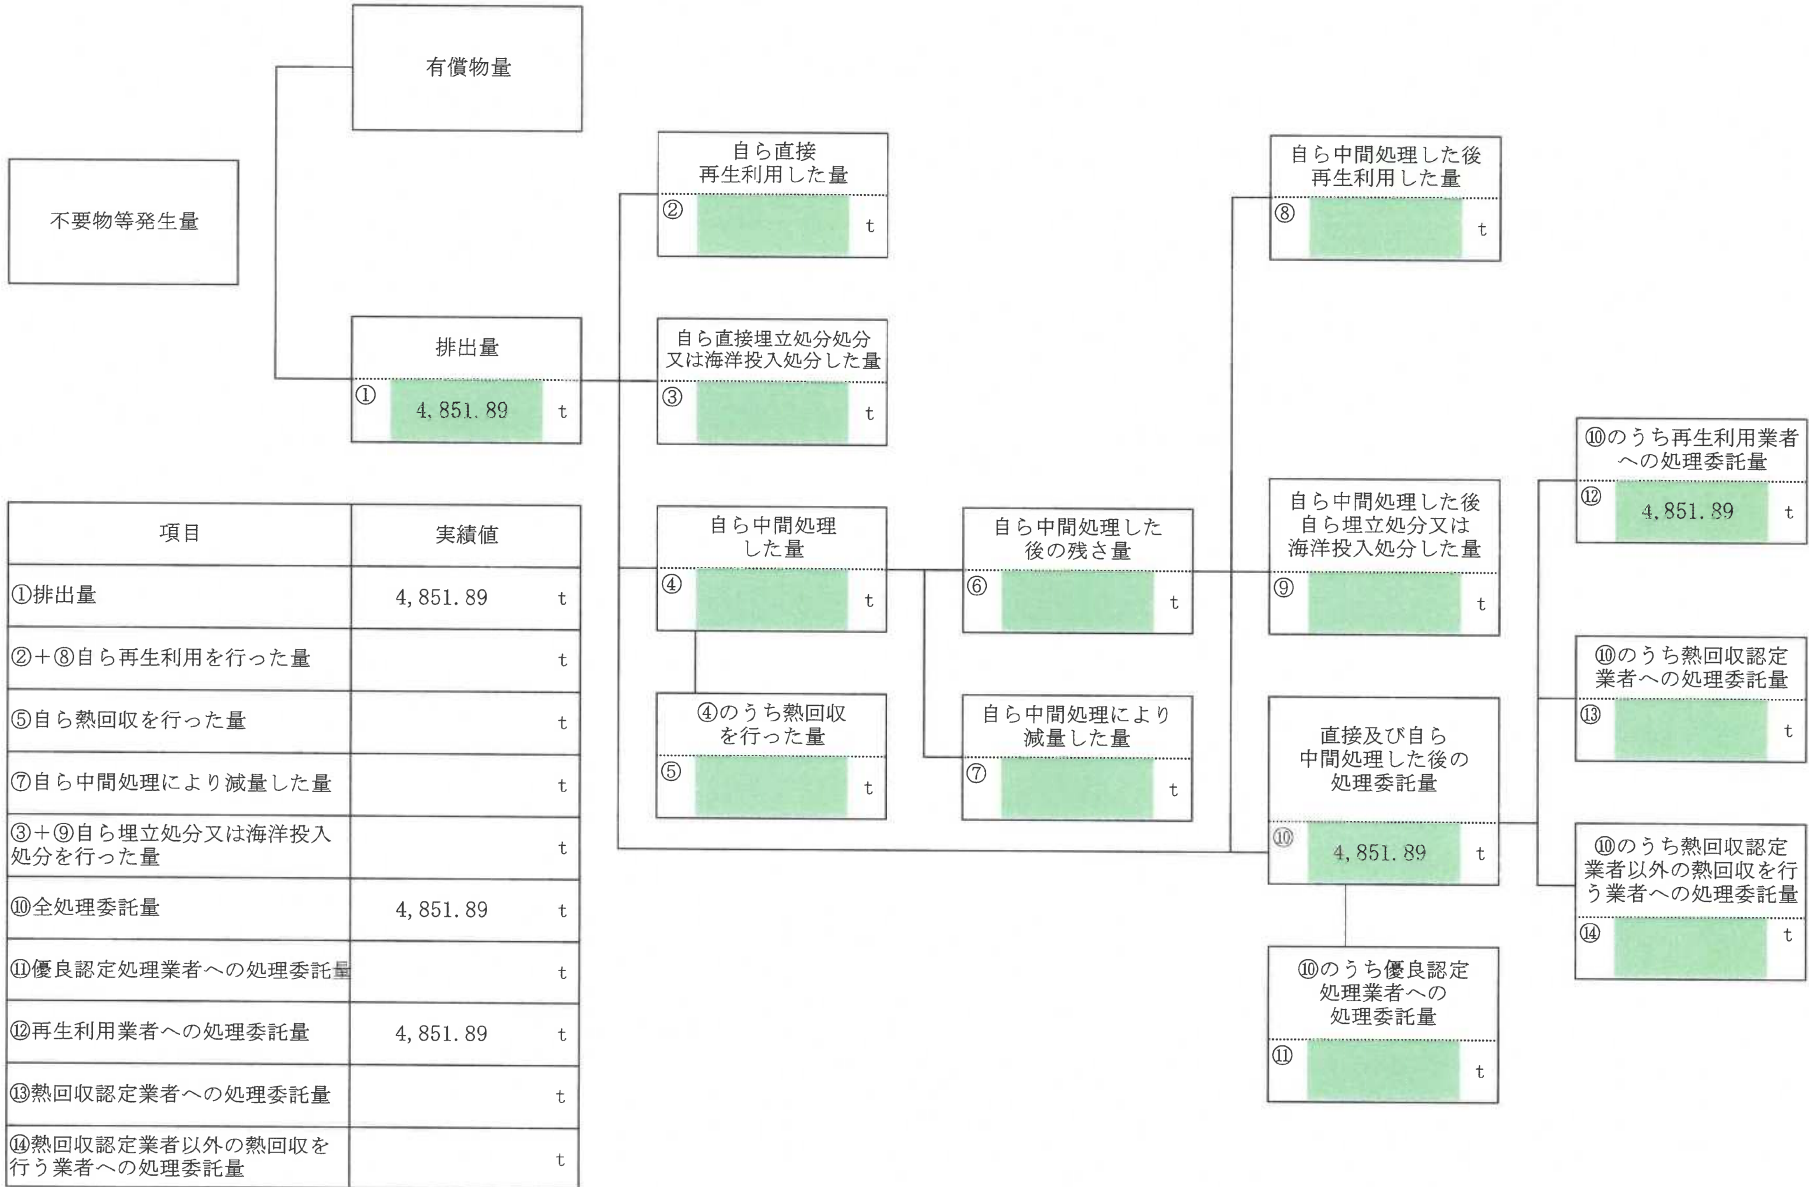 有償物量
不要物等発生量
排出量
① 4,851.89 t
自ら直接
再生利用した量
② t
自ら直接埋立処分処分
又は海洋投入処分した量
③ t
自ら中間処理
した量
④ t
④のうち熱回収
を行った量
⑤ t
自ら中間処理した
後の残さ量
⑥ t
自ら中間処理により
減量した量
⑦ t
自ら中間処理した後
再生利用した量
⑧ t
自ら中間処理した後
自ら埋立処分又は
海洋投入処分した量
⑨ t
直接及び自ら
中間処理した後の
処理委託量
⑩ 4,851.89 t
⑩のうち優良認定
処理業者への
処理委託量
⑪ t
⑩のうち再生利用業者
への処理委託量
⑫ 4,851.89 t
⑩のうち熱回収認定
業者への処理委託量
⑬ t
⑩のうち熱回収認定
業者以外の熱回収を行
う業者への処理委託量
⑭ t
項目 実績値
①排出量 4,851.89 t
②+⑧自ら再生利用を行った量 t
⑤自ら熱回収を行った量 t
⑦自ら中間処理により減量した量 t
③+⑨自ら埋立処分又は海洋投入
処分を行った量 t
⑩全処理委託量 4,851.89 t
⑪優良認定処理業者への処理委託量 t
⑫再生利用業者への処理委託量 4,851.89 t
⑬熱回収認定業者への処理委託量 t
⑭熱回収認定業者以外の熱回収を
行う業者への処理委託量 t